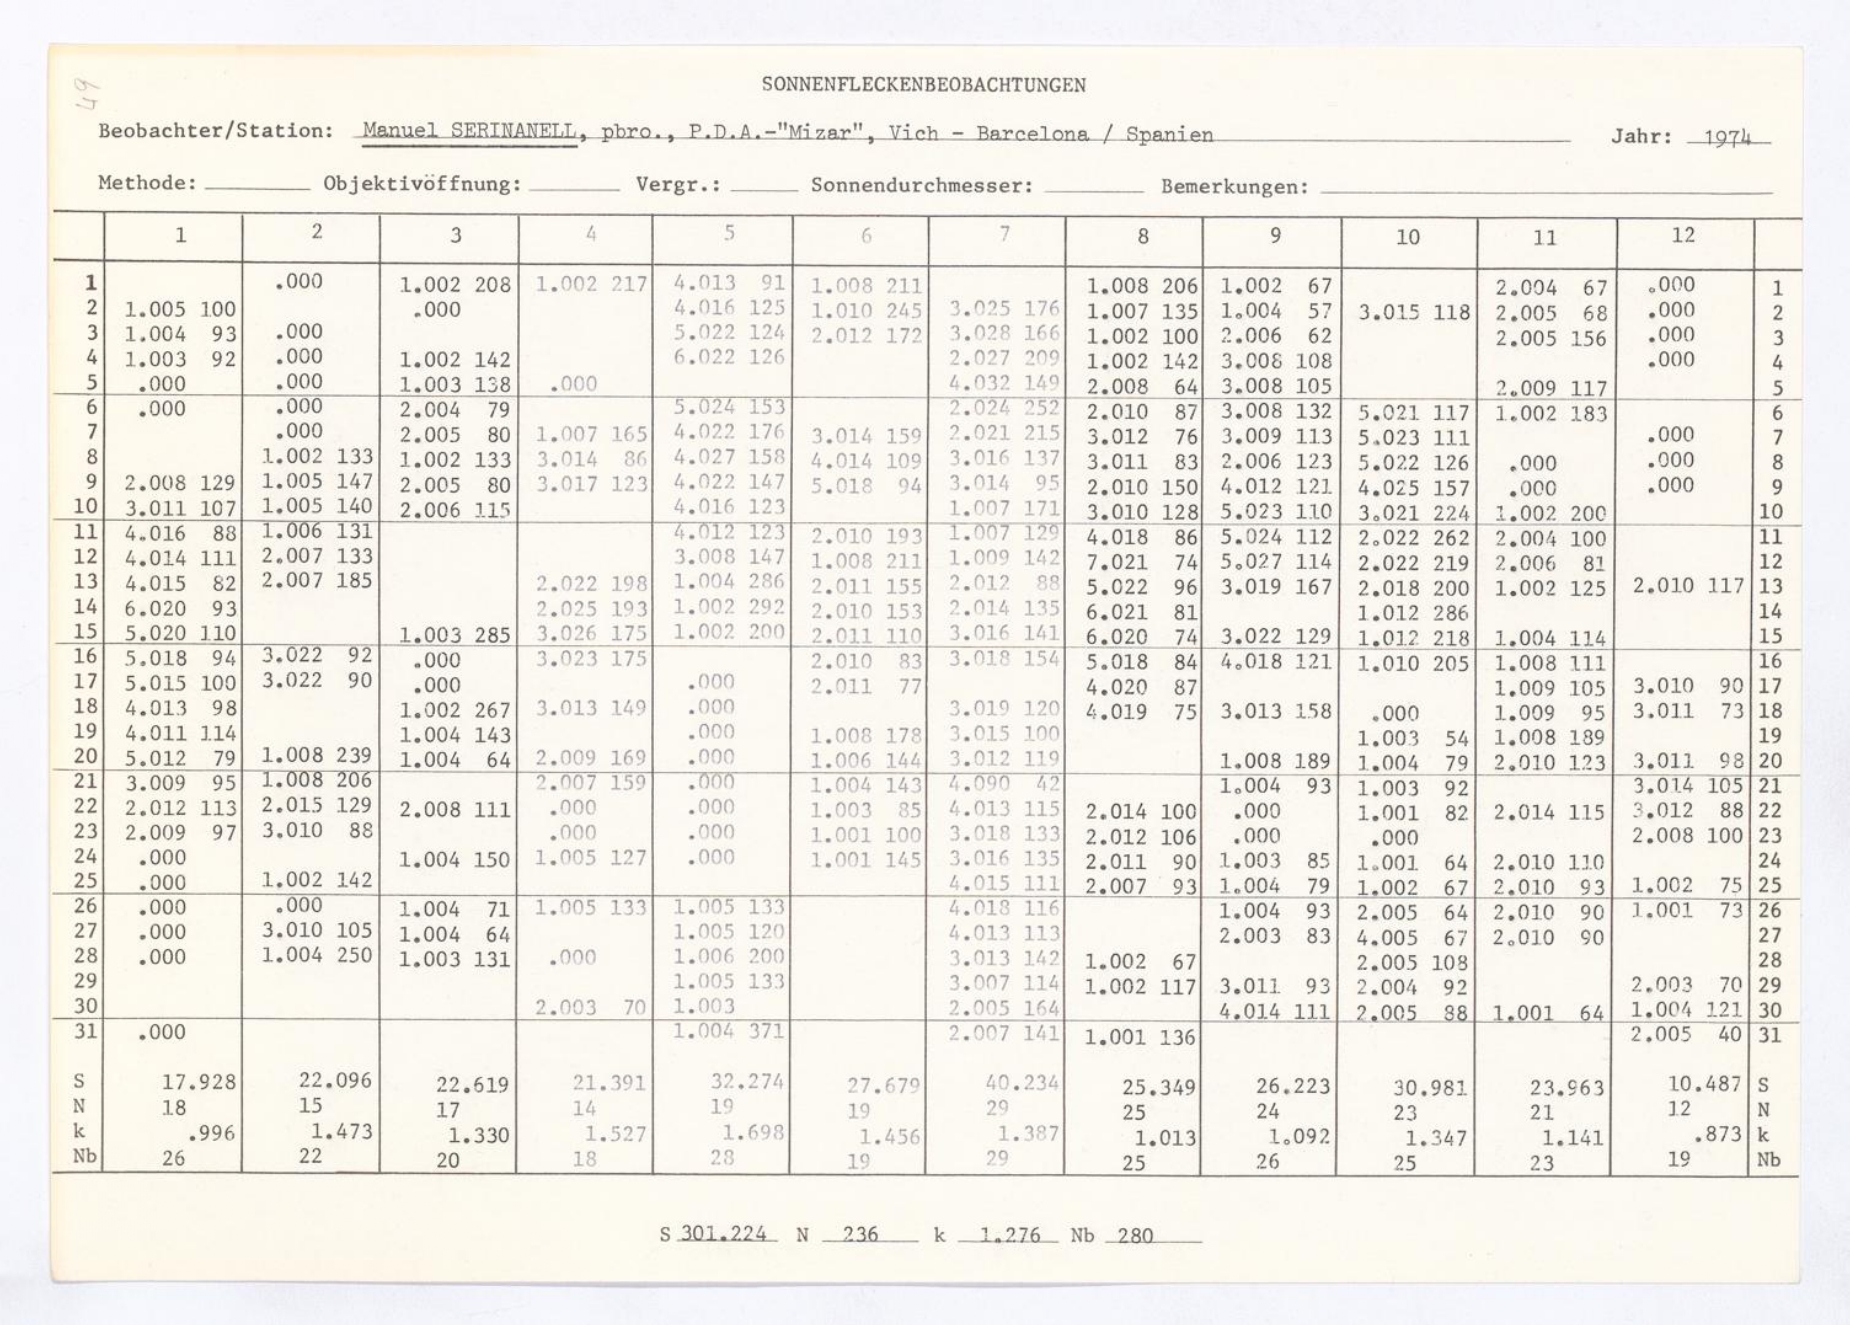 49
SONNENFLECKENBEOBACHTUNGEN
Beobachter/Station: Manuel SERINANELL, pbro., P.D.A.-"Mizar", Vich - Barcelona / Spanien Jahr: 1974
Methode: Objektivöffnung: Vergr.: Sonnendurchmesser: Bemerkungen:
1 2 3 4 5 6 7 8 9 10 11 12
1 .000 1.002 208 1.002 217 4.013 91 1.008 211 1.008 206 1.002 67 2.004 67 .000 1
2 1.005 100 .000 4.016 125 1.010 245 3.025 176 1.007 135 1.004 57 3.015 118 2.005 68 .000 2
3 1.004 93 .000 5.022 124 2.012 172 3.028 166 1.002 100 2.006 62 2.005 156 .000 3
4 1.003 92 .000 1.002 142 6.022 126 2.027 209 1.002 142 3.008 108 .000 4
5 .000 .000 1.003 138 .000 4.032 149 2.008 64 3.008 105 2.009 117 5
6 .000 .000 2.004 79 5.024 153 2.024 252 2.010 87 3.008 132 5.021 117 1.002 183 6
7 .000 2.005 80 1.007 165 4.022 176 3.014 159 2.021 215 3.012 76 3.009 113 5.023 111 .000 7
8 1.002 133 1.002 133 3.014 86 4.027 158 4.014 109 3.016 137 3.011 83 2.006 123 5.022 126 .000 .000 8
9 2.008 129 1.005 147 2.005 80 3.017 123 4.022 147 5.018 94 3.014 95 2.010 150 4.012 121 4.025 157 .000 .000 9
10 3.011 107 1.005 140 2.006 115 4.016 123 1.007 171 3.010 128 5.023 110 3.021 224 1.002 200 10
11 4.016 88 1.006 131 4.012 123 2.010 193 1.007 129 4.018 86 5.024 112 2.022 262 2.004 100 11
12 4.014 111 2.007 133 3.008 147 1.008 211 1.009 142 7.021 74 5.027 114 2.022 219 2.006 81 12
13 4.015 82 2.007 185 2.022 198 1.004 286 2.011 155 2.012 88 5.022 96 3.019 167 2.018 200 1.002 125 2.010 117 13
14 6.020 93 2.025 193 1.002 292 2.010 153 2.014 135 6.021 81 1.012 286 14
15 5.020 110 1.003 285 3.026 175 1.002 200 2.011 110 3.016 141 6.020 74 3.022 129 1.012 218 1.004 114 15
16 5.018 94 3.022 92 .000 3.023 175 2.010 83 3.018 154 5.018 84 4.018 121 1.010 205 1.008 111 16
17 5.015 100 3.022 90 .000 .000 2.011 77 4.020 87 1.009 105 3.010 90 17
18 4.013 98 1.002 267 3.013 149 .000 3.019 120 4.019 75 3.013 158 .000 1.009 95 3.011 73 18
19 4.011 114 1.004 143 .000 1.008 178 3.015 100 1.003 54 1.008 189 19
20 5.012 79 1.008 239 1.004 64 2.009 169 .000 1.006 144 3.012 119 1.008 189 1.004 79 2.010 123 3.011 98 20
21 3.009 95 1.008 206 2.007 159 .000 1.004 143 4.090 42 1.004 93 1.003 92 3.014 105 21
22 2.012 113 2.015 129 2.008 111 .000 .000 1.003 85 4.013 115 2.014 100 .000 1.001 82 2.014 115 3.012 88 22
23 2.009 97 3.010 88 .000 .000 1.001 100 3.018 133 2.012 106 .000 .000 2.008 100 23
24 .000 1.004 150 1.005 127 .000 1.001 145 3.016 135 2.011 90 1.003 85 1.001 64 2.010 110 24
25 .000 1.002 142 4.015 111 2.007 93 1.004 79 1.002 67 2.010 93 1.002 75 25
26 .000 .000 1.004 71 1.005 133 1.005 133 4.018 116 1.004 93 2.005 64 2.010 90 1.001 73 26
27 .000 3.010 105 1.004 64 1.005 120 4.013 113 2.003 83 4.005 67 2.010 90 27
28 .000 1.004 250 1.003 131 .000 1.006 200 3.013 142 1.002 67 2.005 108 28
29 1.005 133 3.007 114 1.002 117 3.011 93 2.004 92 2.003 70 29
30 2.003 70 1.003 2.005 164 4.014 111 2.005 88 1.001 64 1.004 121 30
31 .000 1.004 371 2.007 141 1.001 136 2.005 40 31
S 17.928 22.096 22.619 21.391 32.274 27.679 40.234 25.349 26.223 30.981 23.963 10.487 S
N 18 15 17 14 19 19 29 25 24 23 21 12 N
k .996 1.473 1.330 1.527 1.698 1.456 1.387 1.013 1.092 1.347 1.141 .873 k
Nb 26 22 20 18 28 19 29 25 26 25 23 19 Nb
S 301.224 N 236 k 1.276 Nb 280